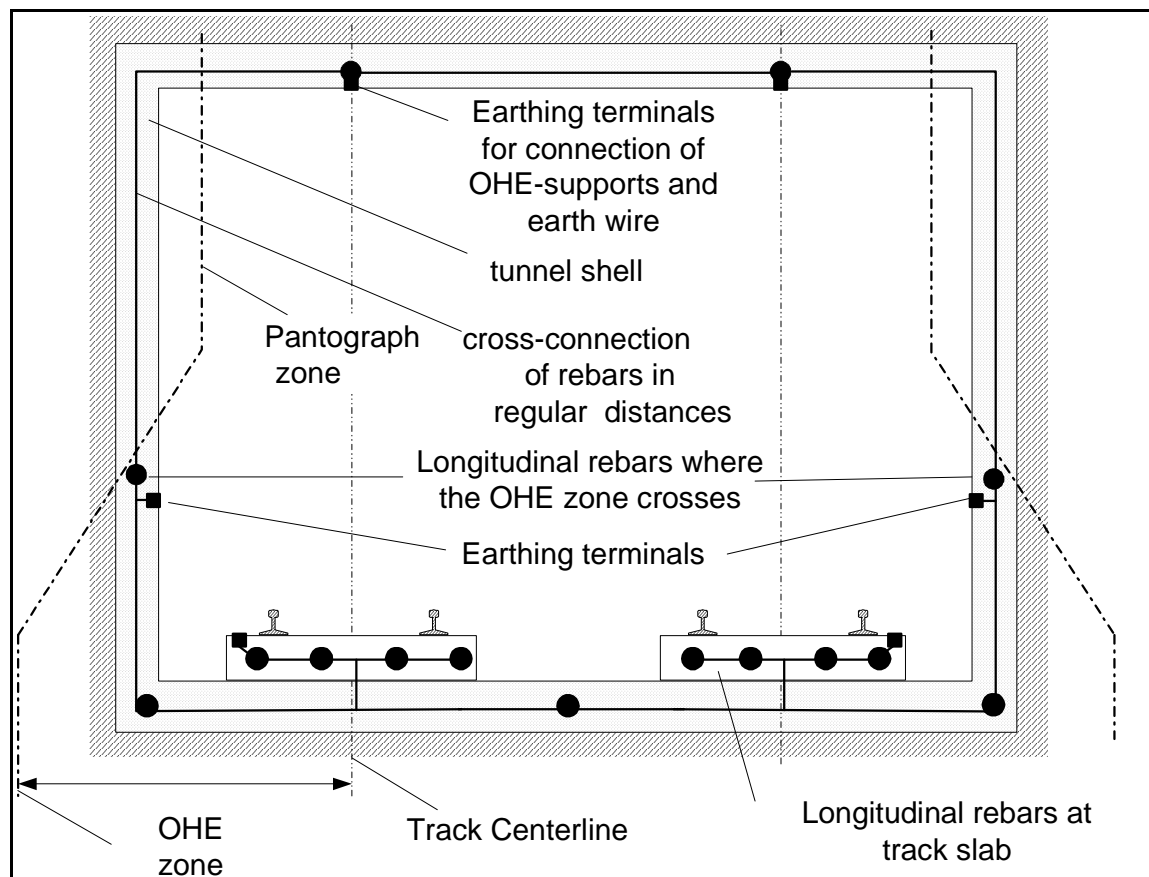 Earthing terminals
for connection of
OHE-supports and
earth wire
tunnel shell
Pantograph
zone
cross-connection
of rebars in
regular distances
Longitudinal rebars where
the OHE zone crosses
Earthing terminals
OHE
zone
Track Centerline
Longitudinal rebars at
track slab